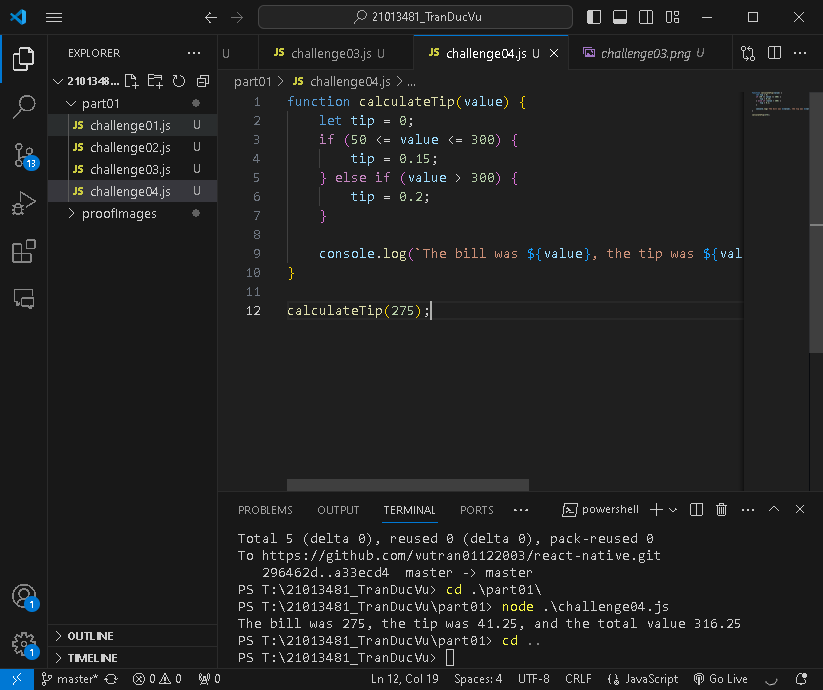 21013481_TranDucVu
EXPLORER
U
JS challenge03.js U
JS challenge04.js U
challenge03.png U
2101348...
part01 > JS challenge04.js > ...
part01
JS challenge01.js U
JS challenge02.js U
JS challenge03.js U
JS challenge04.js U
proofImages
13
1
1
OUTLINE
TIMELINE
1 function calculateTip(value) {
2 let tip = 0;
3 if (50 <= value <= 300) {
4 tip = 0.15;
5 } else if (value > 300) {
6 tip = 0.2;
7 }
8
9 console.log(`The bill was ${value}, the tip was ${val
10 }
11
12 calculateTip(275);
PROBLEMS OUTPUT TERMINAL PORTS ... powershell
Total 5 (delta 0), reused 0 (delta 0), pack-reused 0
To https://github.com/vutran01122003/react-native.git
296462d..a33ecd4 master -> master
PS T:\21013481_TranDucVu> cd .\part01\
PS T:\21013481_TranDucVu\part01> node .\challenge04.js
The bill was 275, the tip was 41.25, and the total value 316.25
PS T:\21013481_TranDucVu\part01> cd ..
PS T:\21013481_TranDucVu>
master* 0 0 0 Ln 12, Col 19 Spaces: 4 UTF-8 CRLF JavaScript Go Live